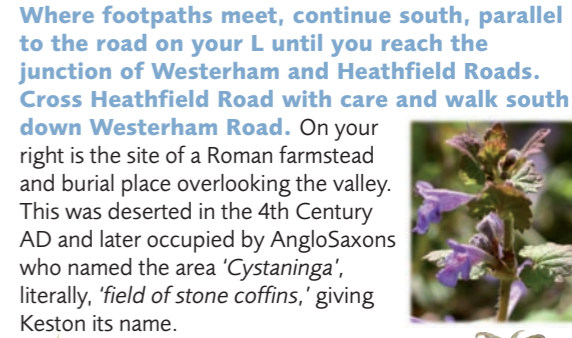 Where footpaths meet, continue south, parallel
to the road on your L until you reach the
junction of Westerham and Heathfield Roads.
Cross Heathfield Road with care and walk south
down Westerham Road. On your
right is the site of a Roman farmstead
and burial place overlooking the valley.
This was deserted in the 4th Century
AD and later occupied by AngloSaxons
who named the area ‘Cystaninga’,
literally, ‘field of stone coffins,’ giving
Keston its name.